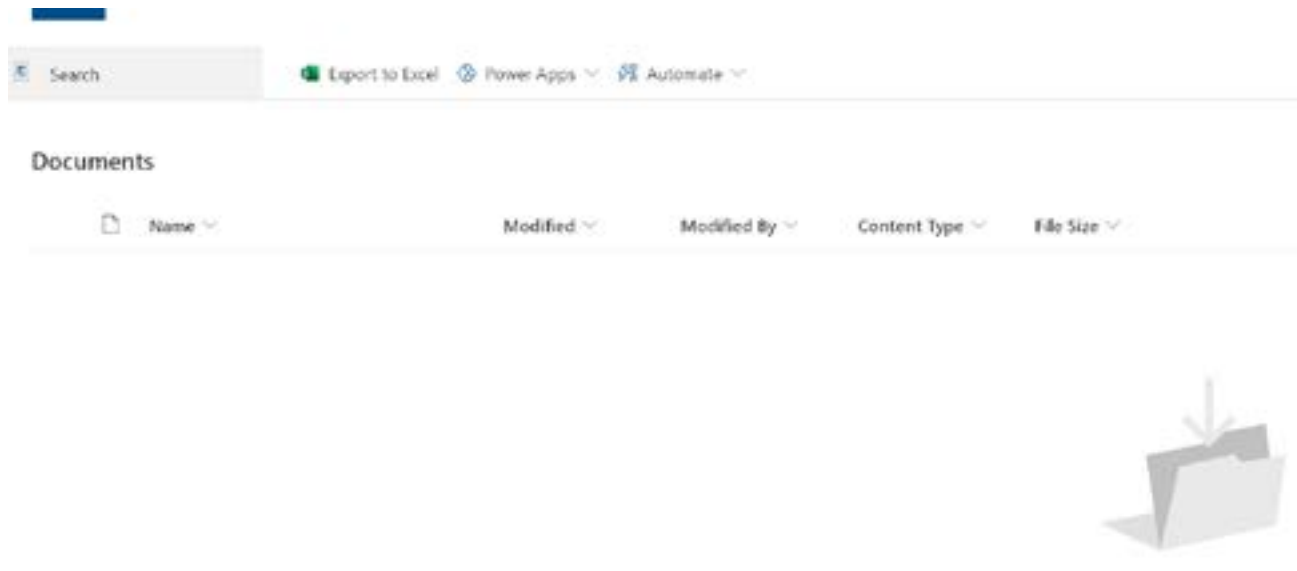 Search Export to Excel Power Apps Automate
Documents
Name Modified Modified By Content Type File Size